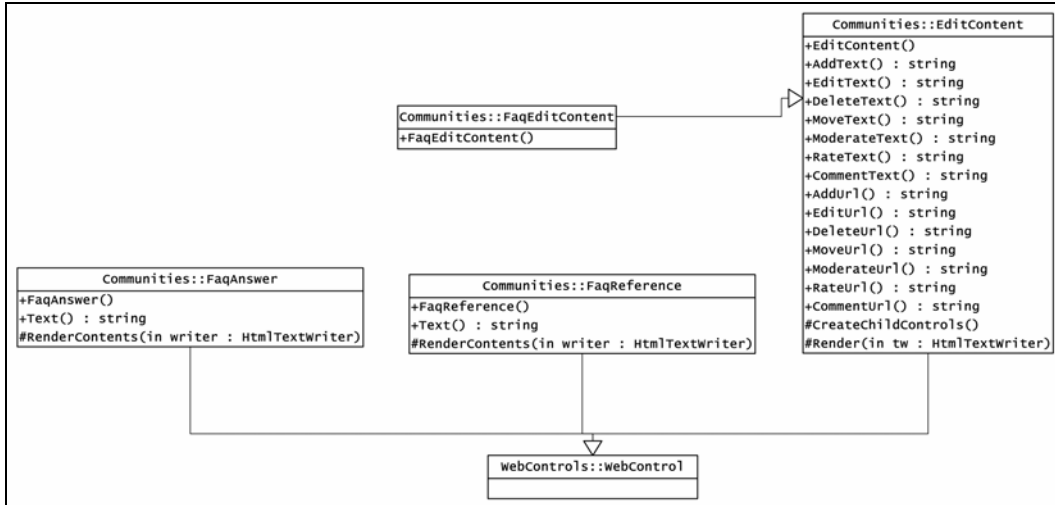 Communities::EditContent
+EditContent()
+AddText() : string
+EditText() : string
+DeleteText() : string
+MoveText() : string
+ModerateText() : string
+RateText() : string
+CommentText() : string
+AddUrl() : string
+EditUrl() : string
+DeleteUrl() : string
+MoveUrl() : string
+ModerateUrl() : string
+RateUrl() : string
+CommentUrl() : string
#CreateChildControls()
#Render(in tw : HtmlTextWriter)
Communities::FaqEditContent
+FaqEditContent()
Communities::FaqAnswer
+FaqAnswer()
+Text() : string
#RenderContents(in writer : HtmlTextWriter)
Communities::FaqReference
+FaqReference()
+Text() : string
#RenderContents(in writer : HtmlTextWriter)
WebControls::WebControl